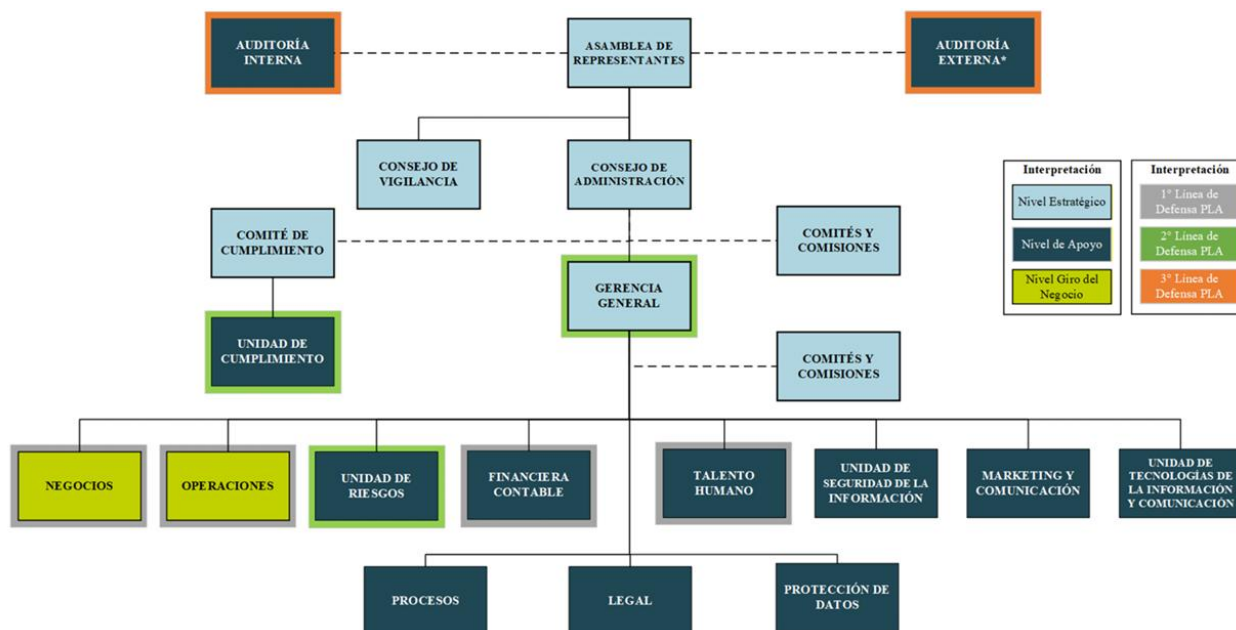 AUDITORÍA
INTERNA
ASAMBLEA DE
REPRESENTANTES
AUDITORÍA
EXTERNA*
CONSEJO DE
VIGILANCIA
CONSEJO DE
ADMINISTRACIÓN
Interpretación
Nivel Estratégico
Nivel de Apoyo
Nivel Giro del
Negocio
Interpretación
1° Línea de
Defensa PLA
2° Línea de
Defensa PLA
3° Línea de
Defensa PLA
COMITÉ DE
CUMPLIMIENTO
COMITÉS Y
COMISIONES
GERENCIA
GENERAL
UNIDAD DE
CUMPLIMIENTO
COMITÉS Y
COMISIONES
NEGOCIOS
OPERACIONES
UNIDAD DE
RIESGOS
FINANCIERA
CONTABLE
TALENTO
HUMANO
UNIDAD DE
SEGURIDAD DE LA
INFORMACIÓN
MARKETING Y
COMUNICACIÓN
UNIDAD DE
TECNOLOGÍAS DE
LA INFORMACIÓN
Y COMUNICACIÓN
PROCESOS
LEGAL
PROTECCIÓN DE
DATOS